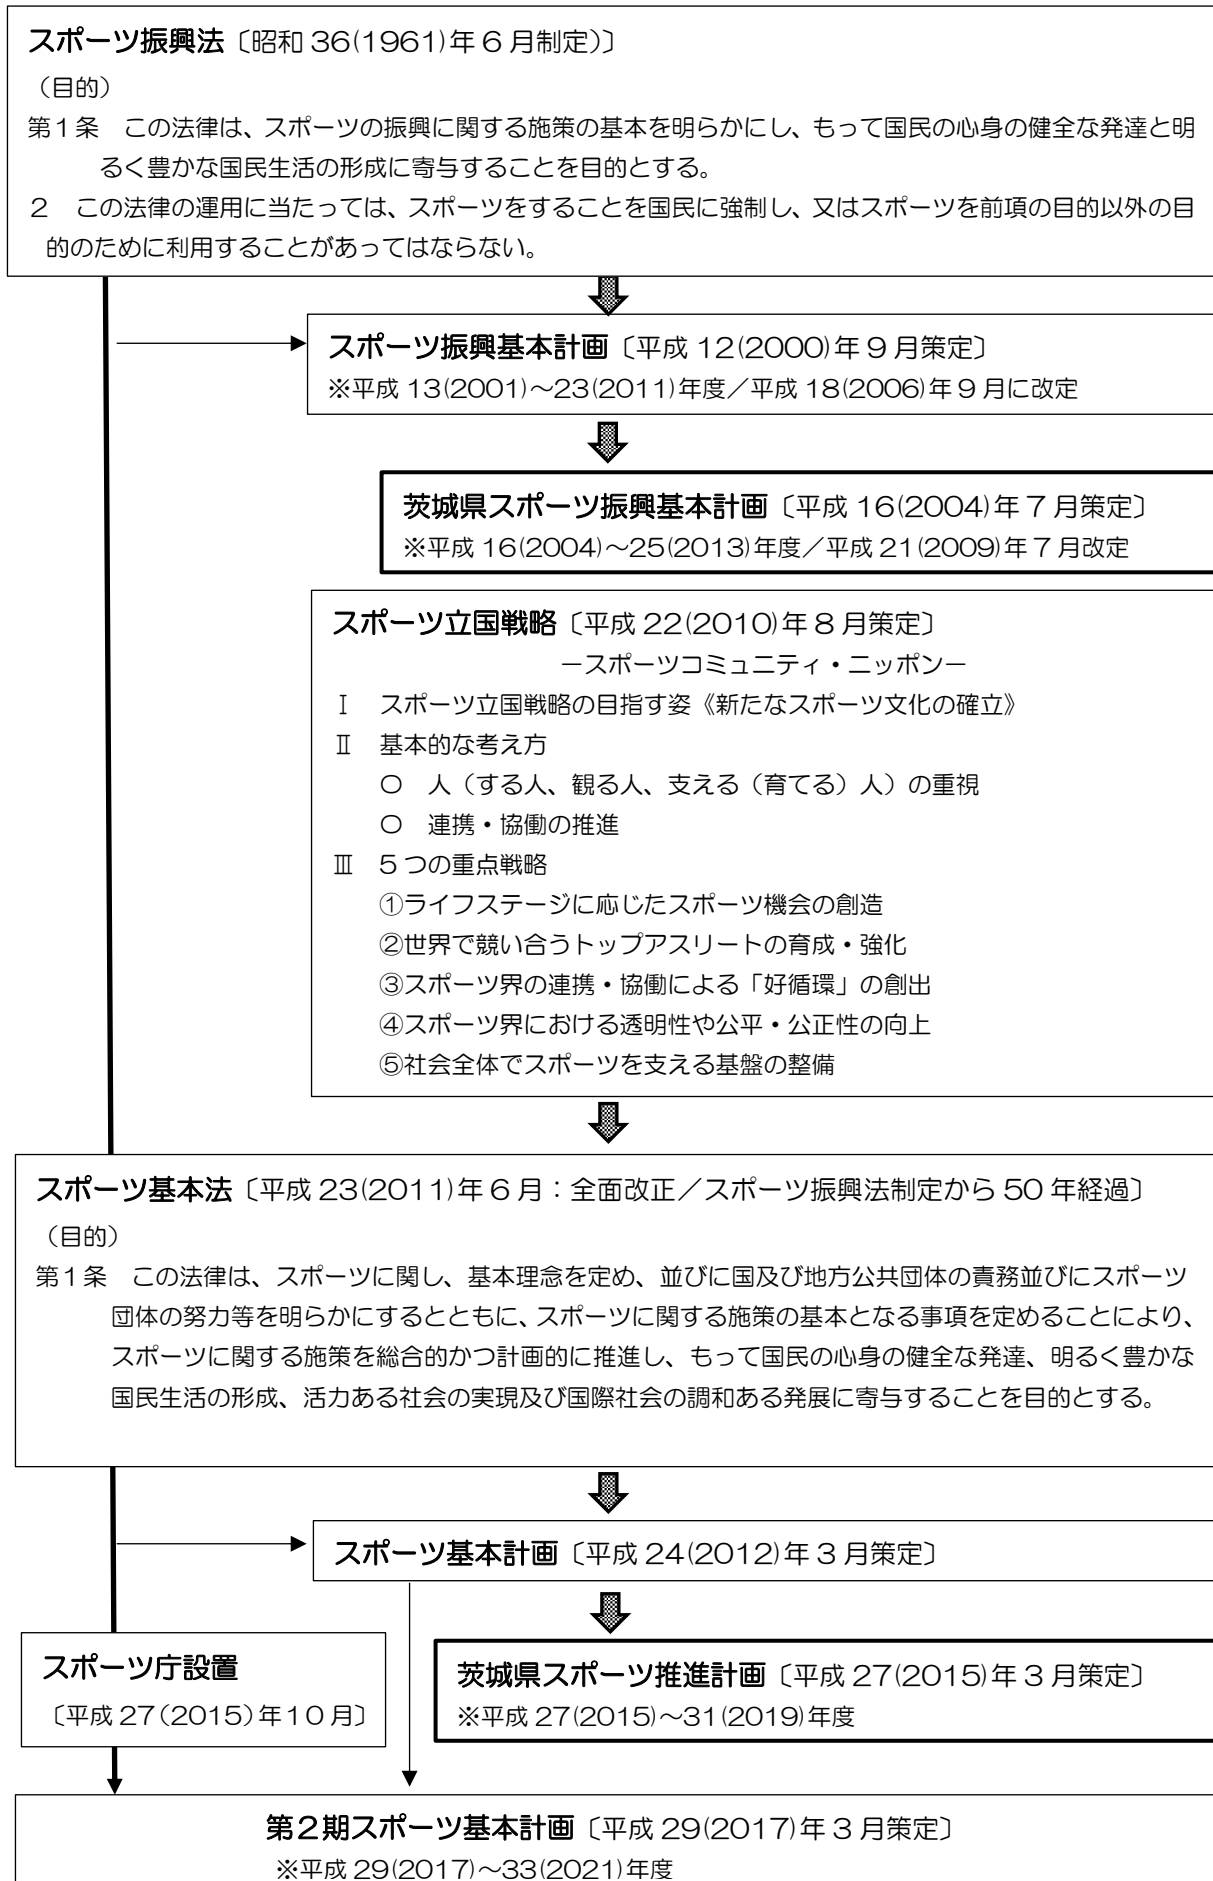 スポーツ振興法〔昭和 36(1961)年 6 月制定)〕
（目的）
第１条　この法律は、スポーツの振興に関する施策の基本を明らかにし、もって国民の心身の健全な発達と明
るく豊かな国民生活の形成に寄与することを目的とする。
２　この法律の運用に当たっては、スポーツをすることを国民に強制し、又はスポーツを前項の目的以外の目
的のために利用することがあってはならない。
スポーツ振興基本計画〔平成 12(2000)年 9 月策定〕
※平成 13(2001)～23(2011)年度／平成 18(2006)年 9 月に改定
茨城県スポーツ振興基本計画〔平成 16(2004)年 7 月策定〕
※平成 16(2004)～25(2013)年度／平成 21(2009)年 7 月改定
スポーツ立国戦略〔平成 22(2010)年 8 月策定〕
－スポーツコミュニティ・ニッポン－
Ⅰ　スポーツ立国戦略の目指す姿《新たなスポーツ文化の確立》
Ⅱ　基本的な考え方
○　人（する人、観る人、支える（育てる）人）の重視
○　連携・協働の推進
Ⅲ　5 つの重点戦略
①ライフステージに応じたスポーツ機会の創造
②世界で競い合うトップアスリートの育成・強化
③スポーツ界の連携・協働による「好循環」の創出
④スポーツ界における透明性や公平・公正性の向上
⑤社会全体でスポーツを支える基盤の整備
スポーツ基本法〔平成 23(2011)年 6 月：全面改正／スポーツ振興法制定から 50 年経過〕
（目的）
第１条　この法律は、スポーツに関し、基本理念を定め、並びに国及び地方公共団体の責務並びにスポーツ
団体の努力等を明らかにするとともに、スポーツに関する施策の基本となる事項を定めることにより、
スポーツに関する施策を総合的かつ計画的に推進し、もって国民の心身の健全な発達、明るく豊かな
国民生活の形成、活力ある社会の実現及び国際社会の調和ある発展に寄与することを目的とする。
スポーツ基本計画〔平成 24(2012)年 3 月策定〕
スポーツ庁設置
〔平成 27(2015)年１０月〕
茨城県スポーツ推進計画〔平成 27(2015)年 3 月策定〕
※平成 27(2015)～31(2019)年度
第２期スポーツ基本計画〔平成 29(2017)年 3 月策定〕
※平成 29(2017)～33(2021)年度